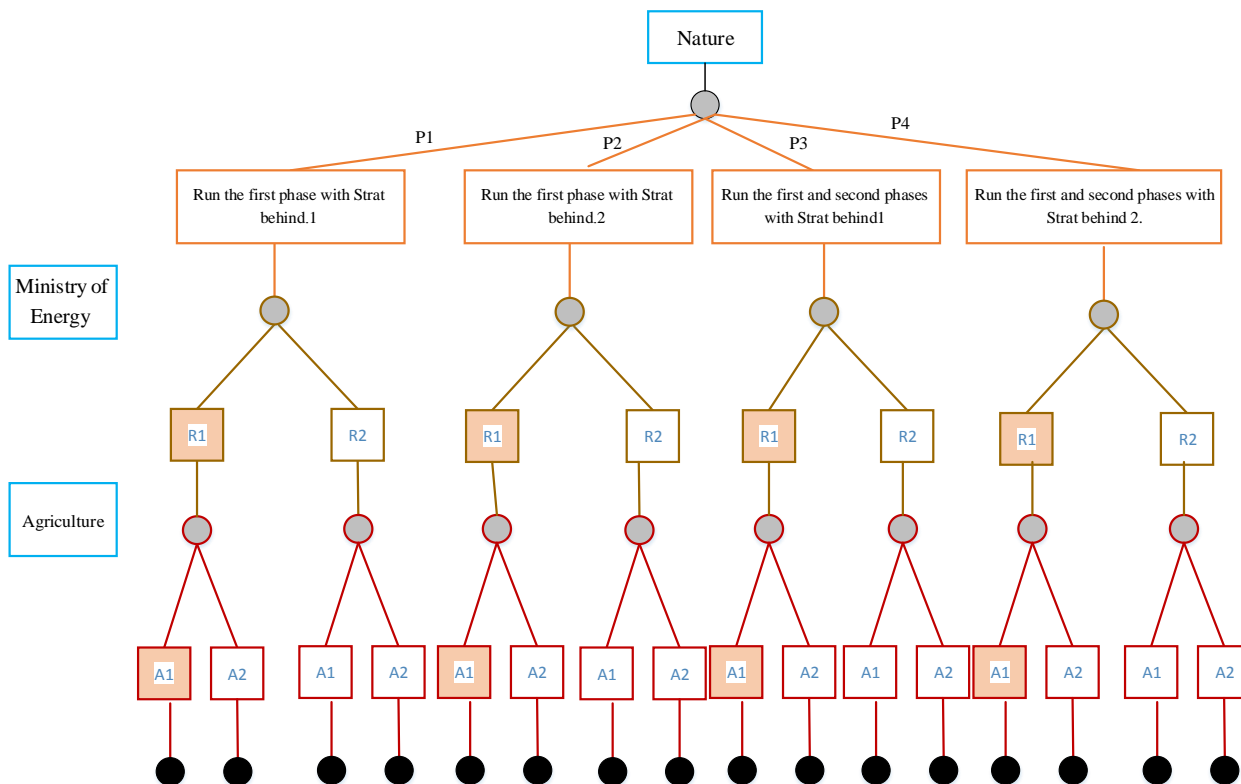 Nature
P1
P2
P3
P4
Run the first phase with Strat
behind.1
Run the first phase with Strat
behind.2
Run the first and second phases
with Strat behind1
Run the first and second phases with
Strat behind 2.
Ministry of
Energy
R1
R2
R1
R2
R1
R2
R1
R2
Agriculture
A1
A2
A1
A2
A1
A2
A1
A2
A1
A2
A1
A2
A1
A2
A1
A2